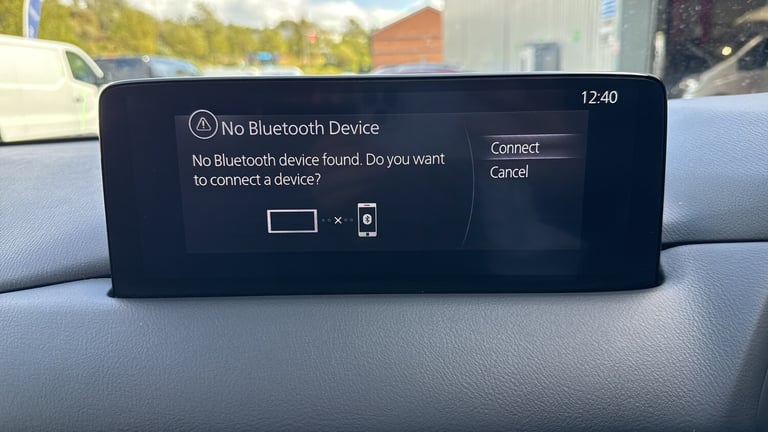 12:40
No Bluetooth Device
No Bluetooth device found. Do you want
to connect a device?
Connect
Cancel